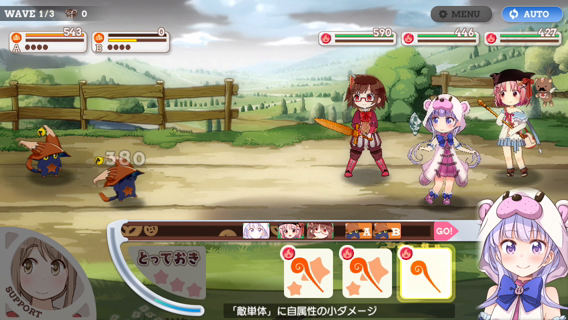 WAVE 1/3 0 MENU AUTO
543 0 590 446 427
A B
380
A B GO!
とっておき
SUPPORT
「敵単体」に自属性の小ダメージ